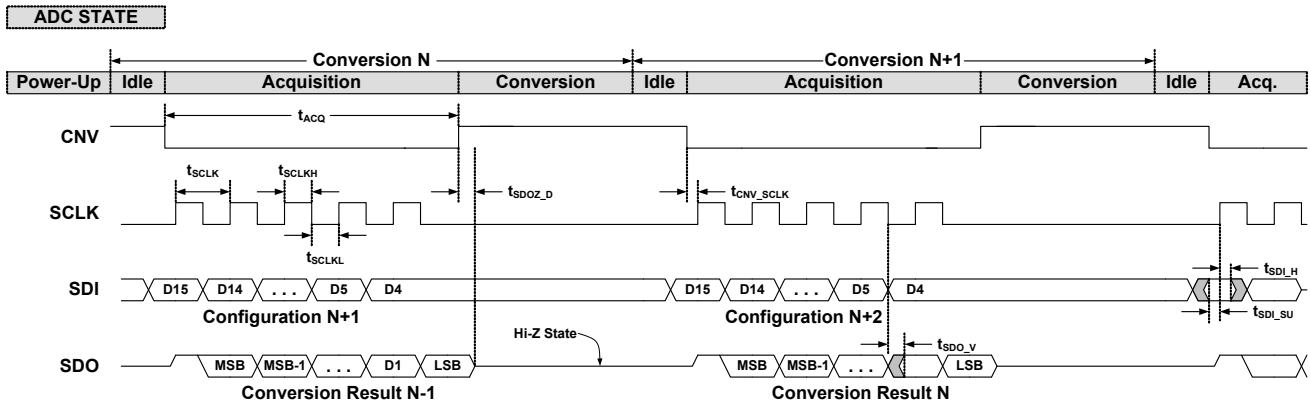 ADC STATE
Conversion N Conversion N+1
Power-Up Idle Acquisition Conversion Idle Acquisition Conversion Idle Acq.
CNV tACQ
tSCLK tSCLKH tSDOZ_D tCNV_SCLK
SCLK
tSCLKL
tSDI_H
SDI D15 D14 . . . D5 D4 D15 D14 . . . D5 D4
Configuration N+1 Configuration N+2 tSDI_SU
Hi-Z State tSDO_V
SDO MSB MSB-1 . . . D1 LSB MSB MSB-1 . . . LSB
Conversion Result N-1 Conversion Result N